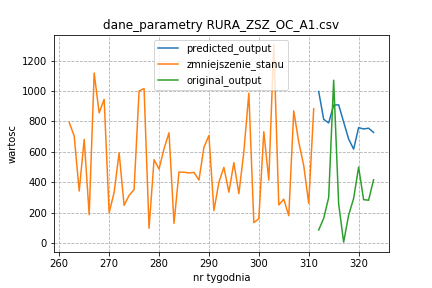 dane_parametry RURA_ZSZ_OC_A1.csv
predicted_output
zmniejszenie_stanu
original_output
wartosc
1200
1000
800
600
400
200
0
260 270 280 290 300 310 320
nr tygodnia